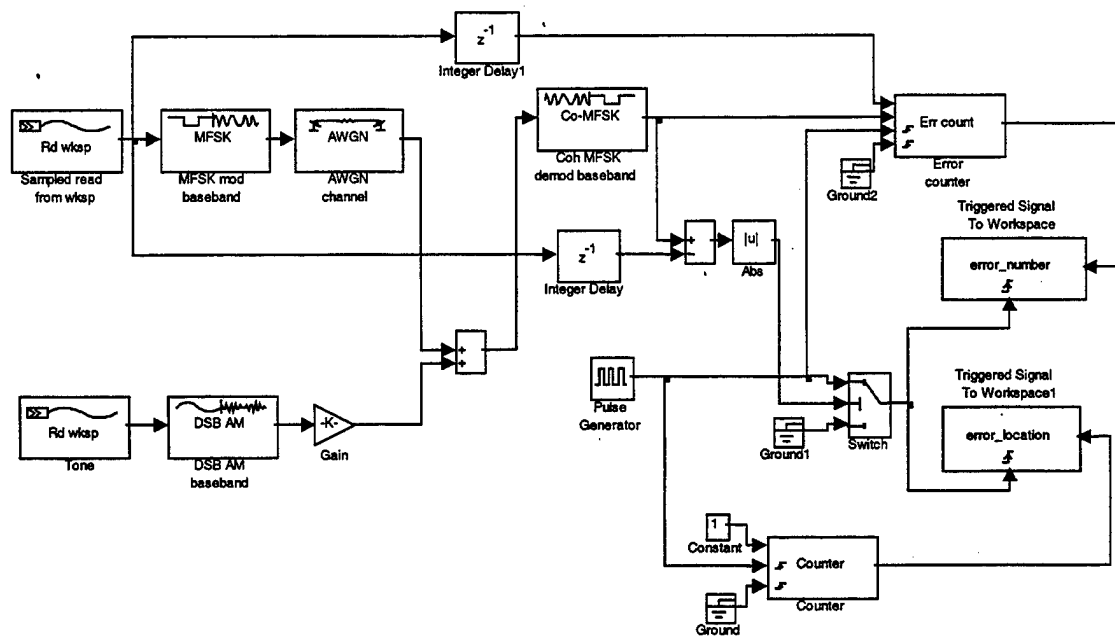 z-1
Integer Delay1
Rd wksp
Sampled read
from wksp
MFSK
MFSK mod
baseband
AWGN
AWGN
channel
Co-MFSK
Coh MFSK
demod baseband
Err count
Error
counter
Ground2
z-1
Integer Delay
+
-
|u|
Abs
Triggered Signal
To Workspace
error_number
+
+
Rd wksp
Tone
DSB AM
DSB AM
baseband
-K-
Gain
Pulse
Generator
Ground1
Switch
Triggered Signal
To Workspace1
error_location
1
Constant
Counter
Counter
Ground